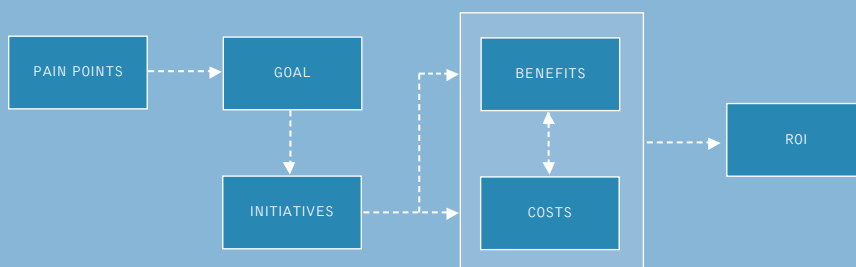 PAIN POINTS
GOAL
BENEFITS
ROI
INITIATIVES
COSTS